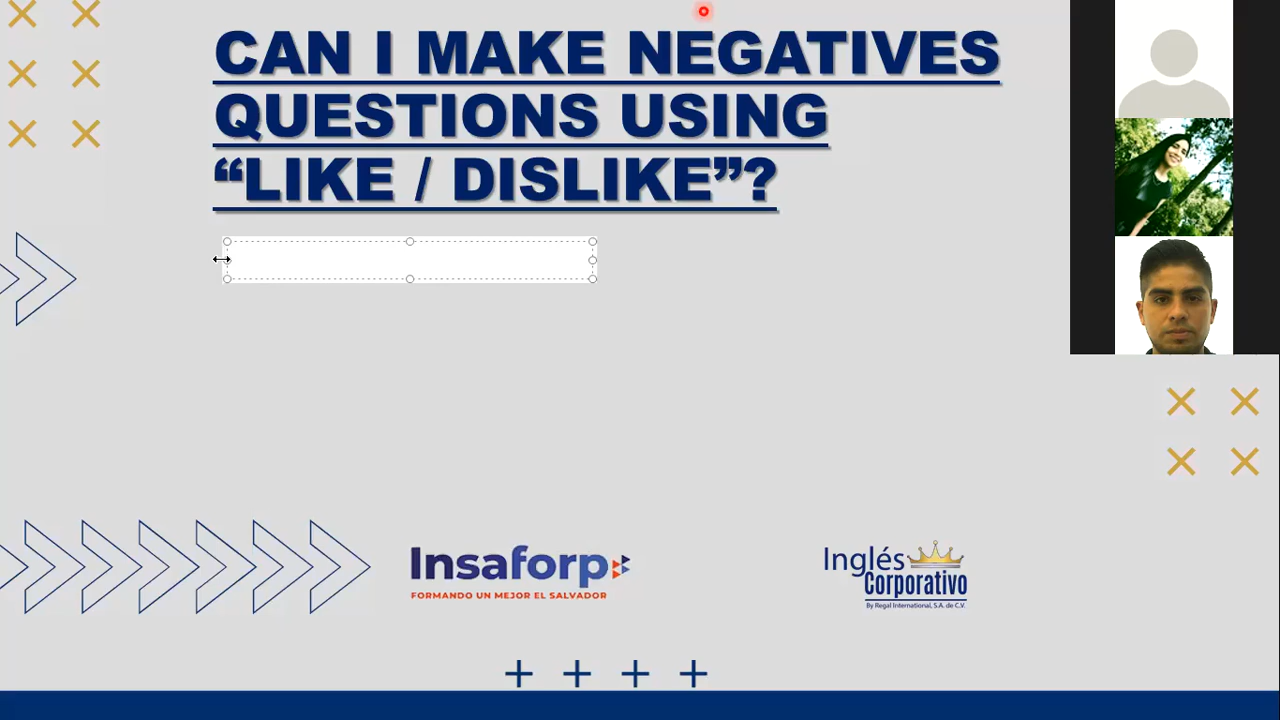 CAN I MAKE NEGATIVES
QUESTIONS USING
“LIKE / DISLIKE”?
Insaforp
FORMANDO UN MEJOR EL SALVADOR
Inglés
Corporativo
By Regal International, S.A. de C.V.